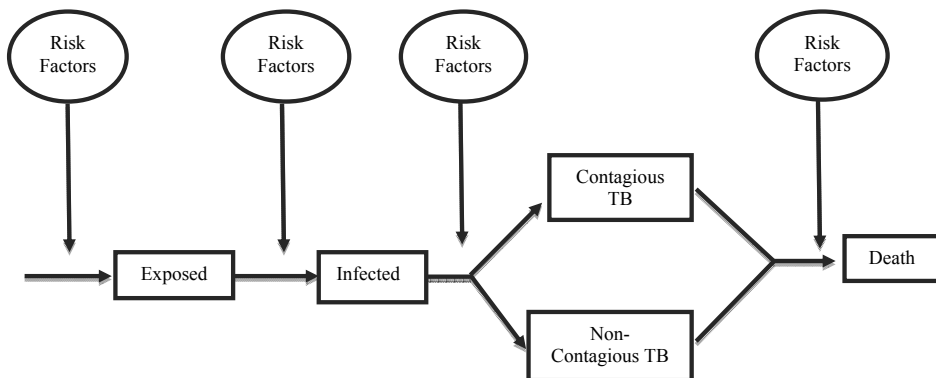 Risk
Factors
Risk
Factors
Risk
Factors
Risk
Factors
Contagious
TB
Exposed
Infected
Death
Non-
Contagious TB